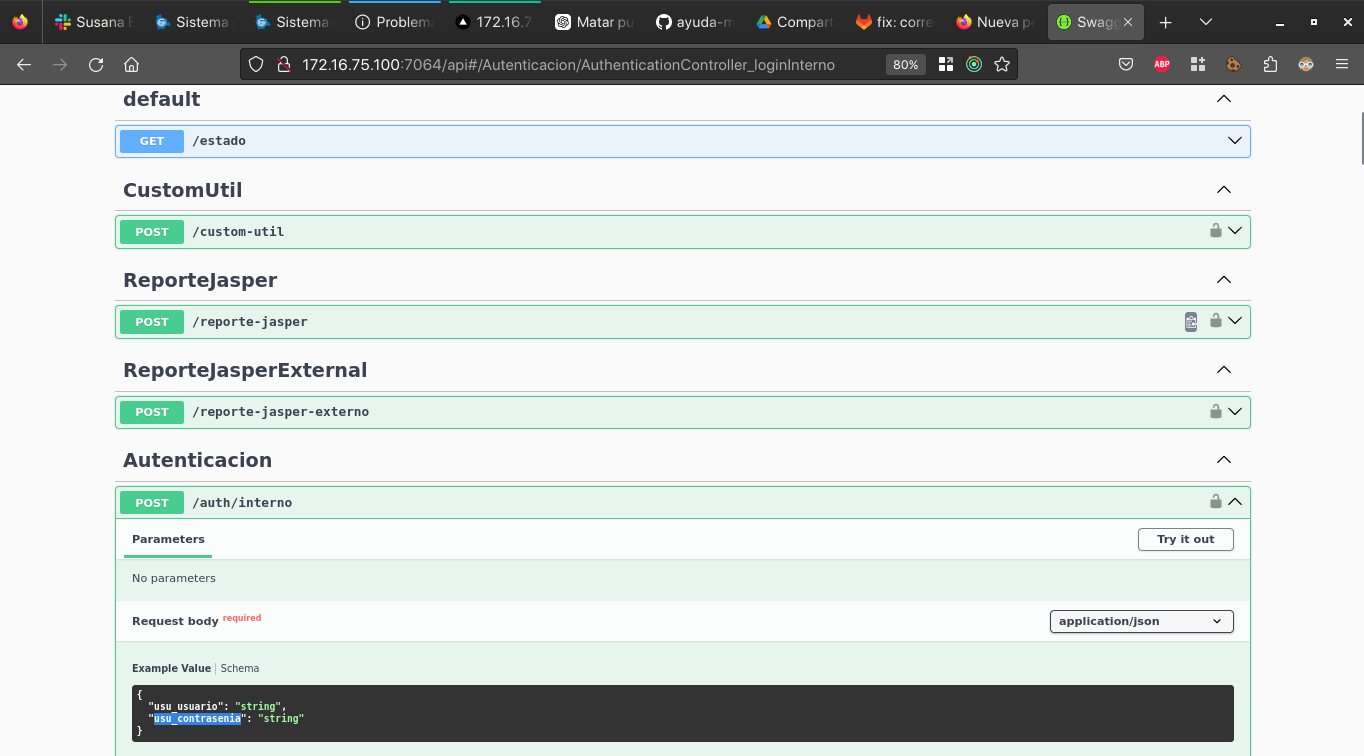 Susana E
Sistema
Sistema
Problema
172.16.7
Matar pu
ayuda-m
Compart
fix: corre
Nueva pe
Swagg
172.16.75.100:7064/api#/Autenticacion/AuthenticationController_loginInterno
80%
ABP
default
GET /estado
CustomUtil
POST /custom-util
ReporteJasper
POST /reporte-jasper
ReporteJasperExternal
POST /reporte-jasper-externo
Autenticacion
POST /auth/interno
Parameters
Try it out
No parameters
Request body required
application/json
Example Value | Schema
{
"usu_usuario": "string",
"usu_contrasenia": "string"
}